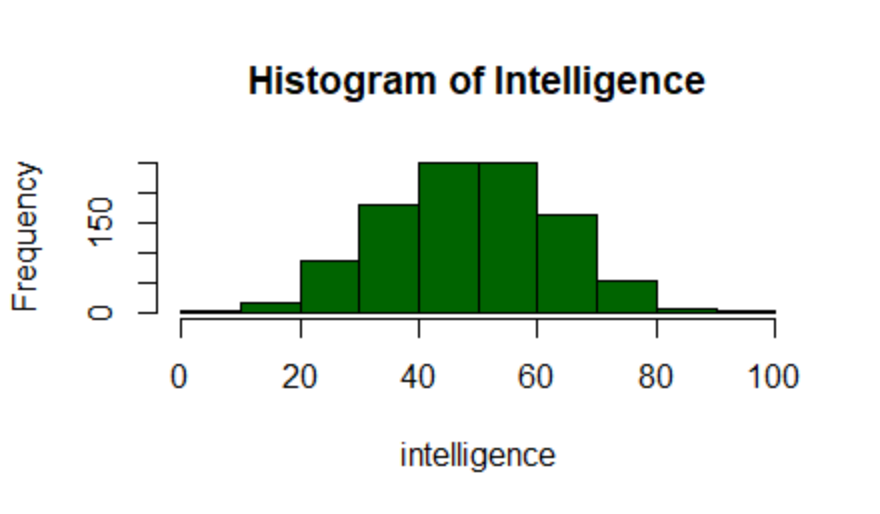 Histogram of Intelligence
Frequency
150
0
0 20 40 60 80 100
intelligence